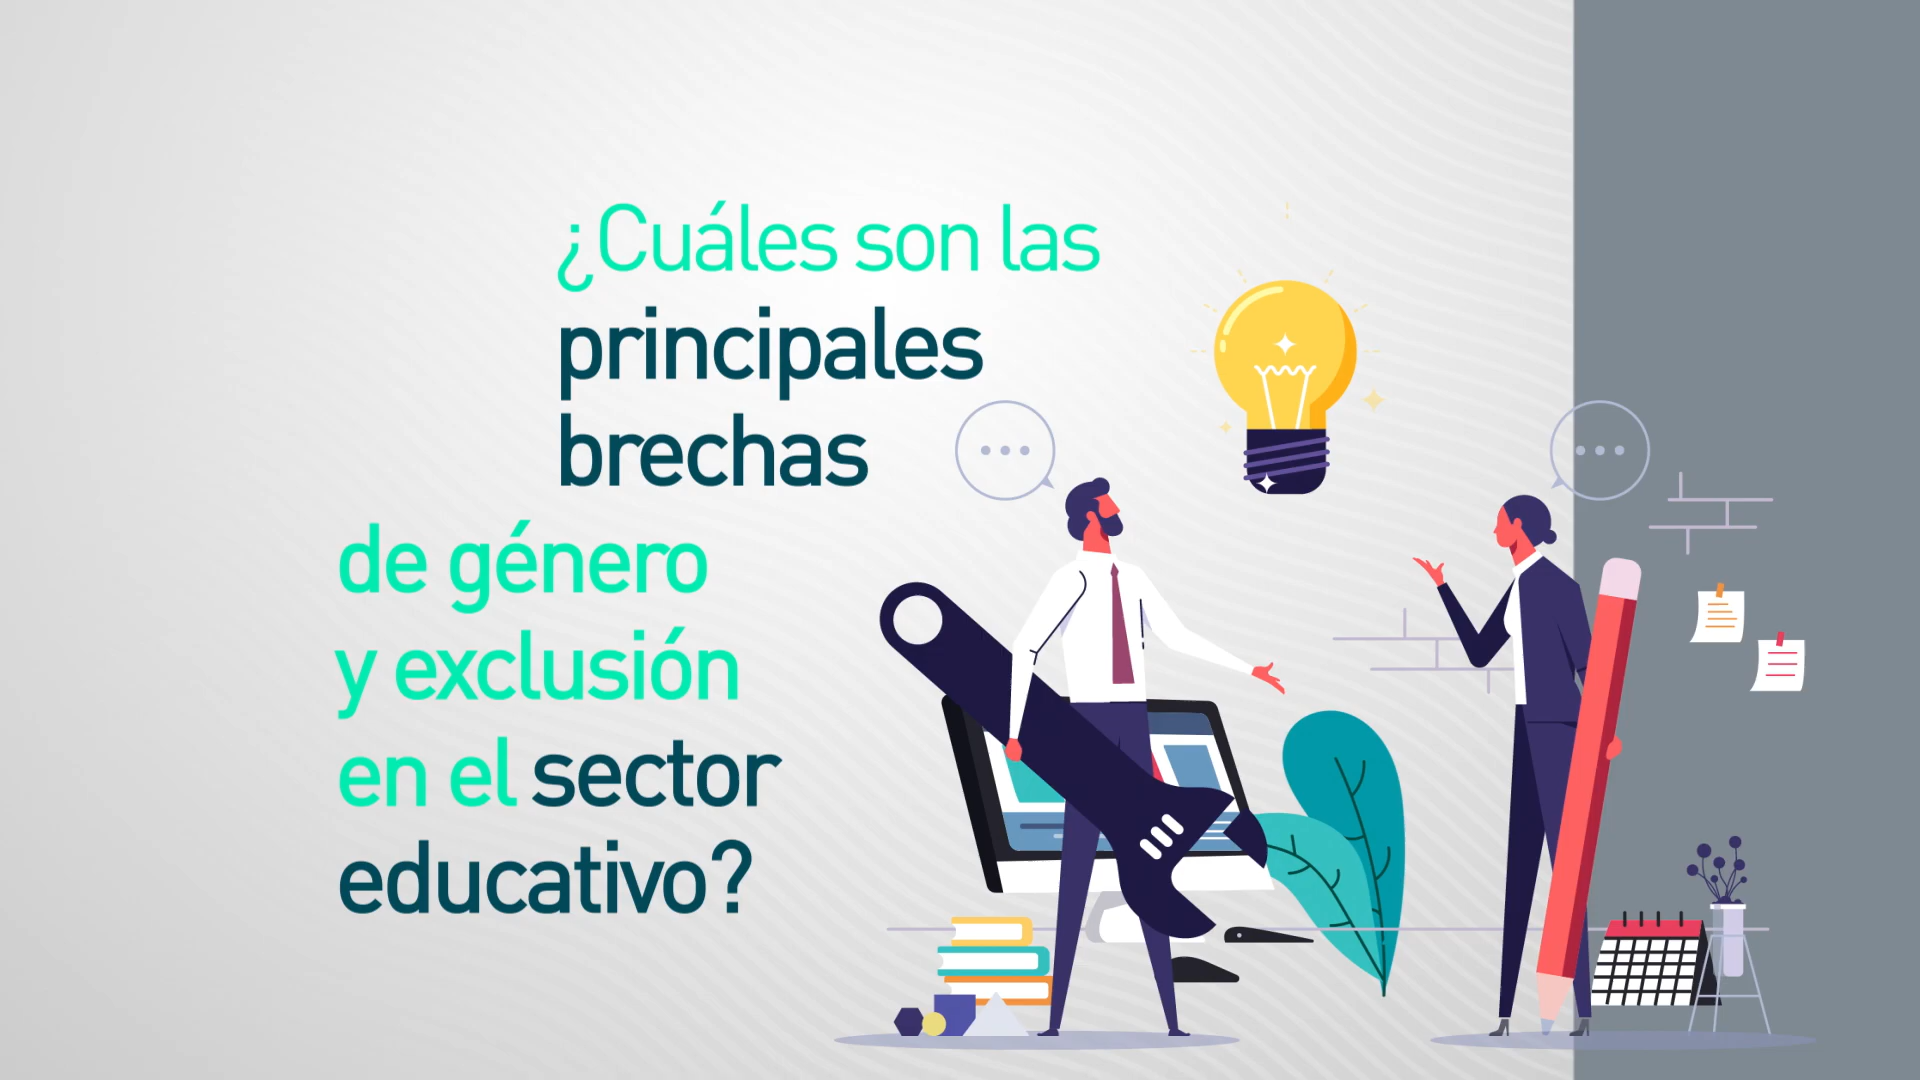 ¿Cuáles son las
principales
brechas
de género
y exclusión
en el sector
educativo?